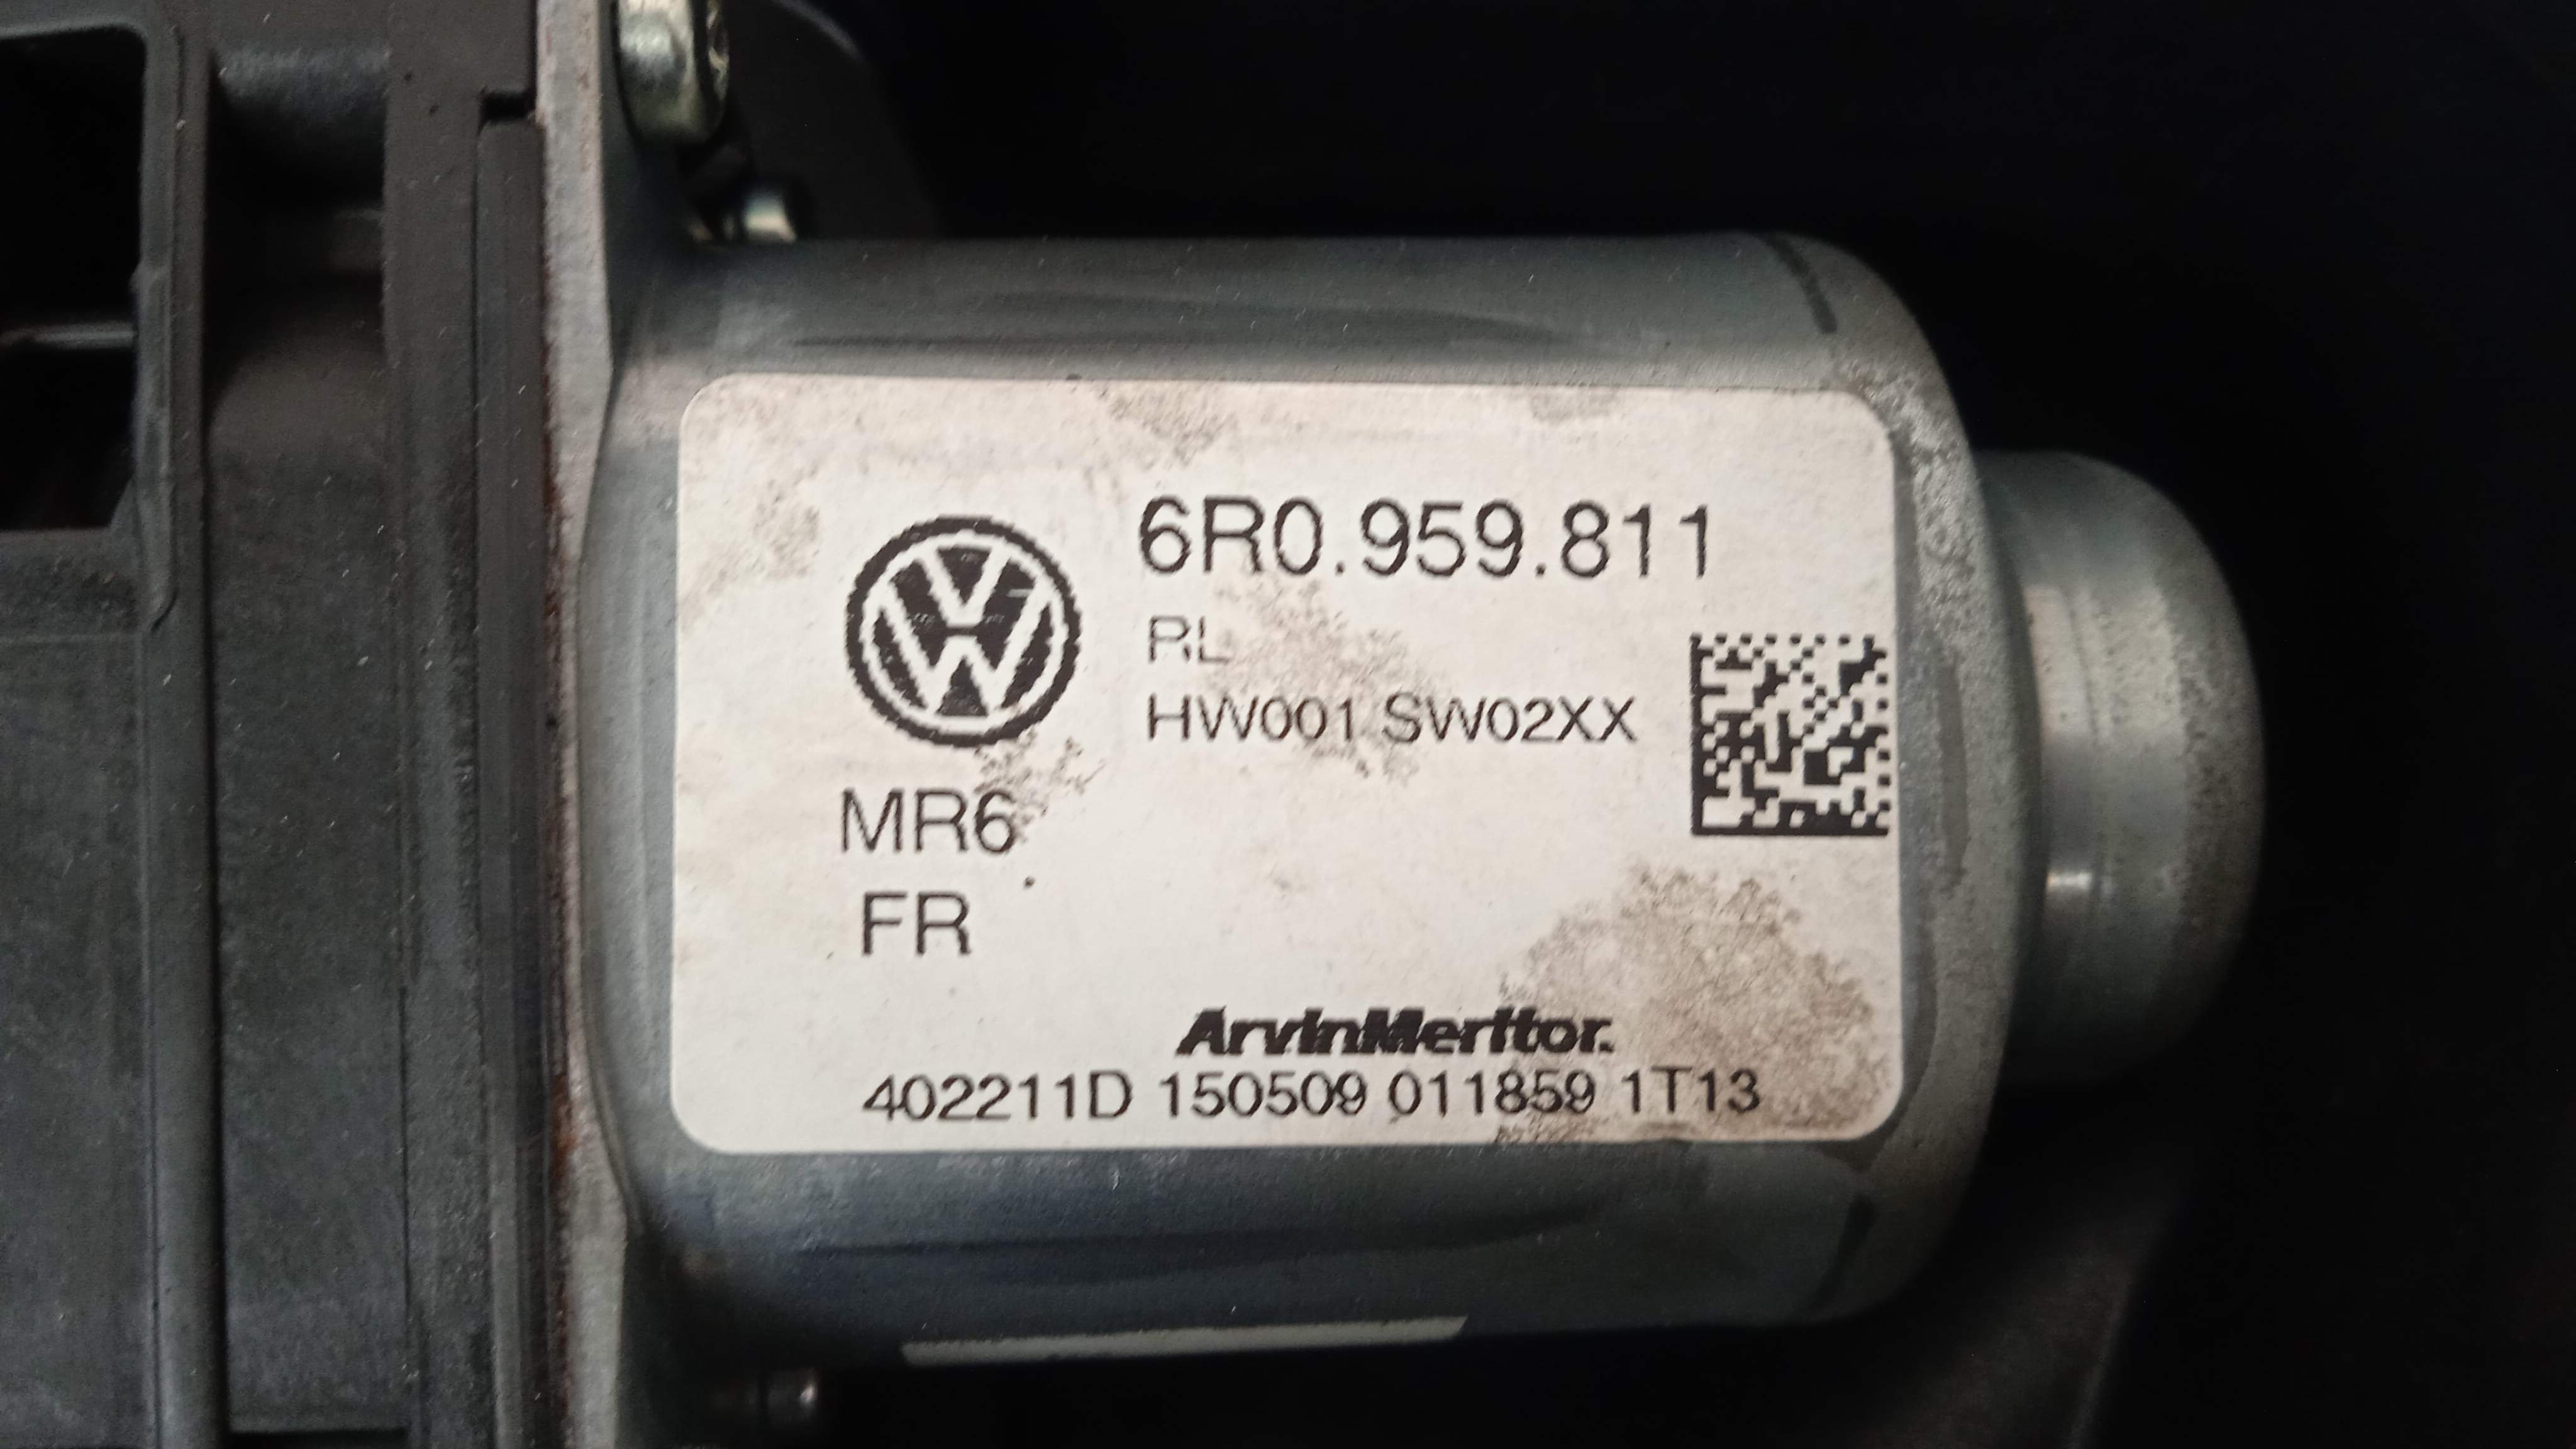 6R0.959.811
RL
HW001 SW02XX
MR6
FR
ArvinMeritor.
402211D 150509 011859 1T13